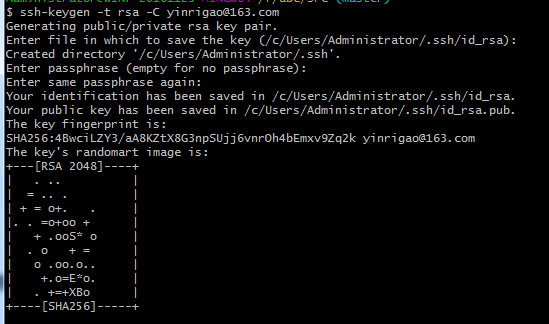 $ ssh-keygen -t rsa -C yinrigao@163.com
Generating public/private rsa key pair.
Enter file in which to save the key (/c/Users/Administrator/.ssh/id_rsa):
Created directory '/c/Users/Administrator/.ssh'.
Enter passphrase (empty for no passphrase):
Enter same passphrase again:
Your identification has been saved in /c/Users/Administrator/.ssh/id_rsa.
Your public key has been saved in /c/Users/Administrator/.ssh/id_rsa.pub.
The key fingerprint is:
SHA256:4BwciLZY3/aA8KZtX8G3npSUjj6vnrOh4bEmxv9Zq2k yinrigao@163.com
The key's randomart image is:
+---[RSA 2048]----+
|   . ..          |
|  = .. .         |
| + = o+.   .     |
|. . =o+oo +      |
|   + .ooS* o     |
|  . o   + =      |
|   o .oo.o..     |
|    +.o=E*o.     |
|   . +=+XBo      |
+----[SHA256]-----+